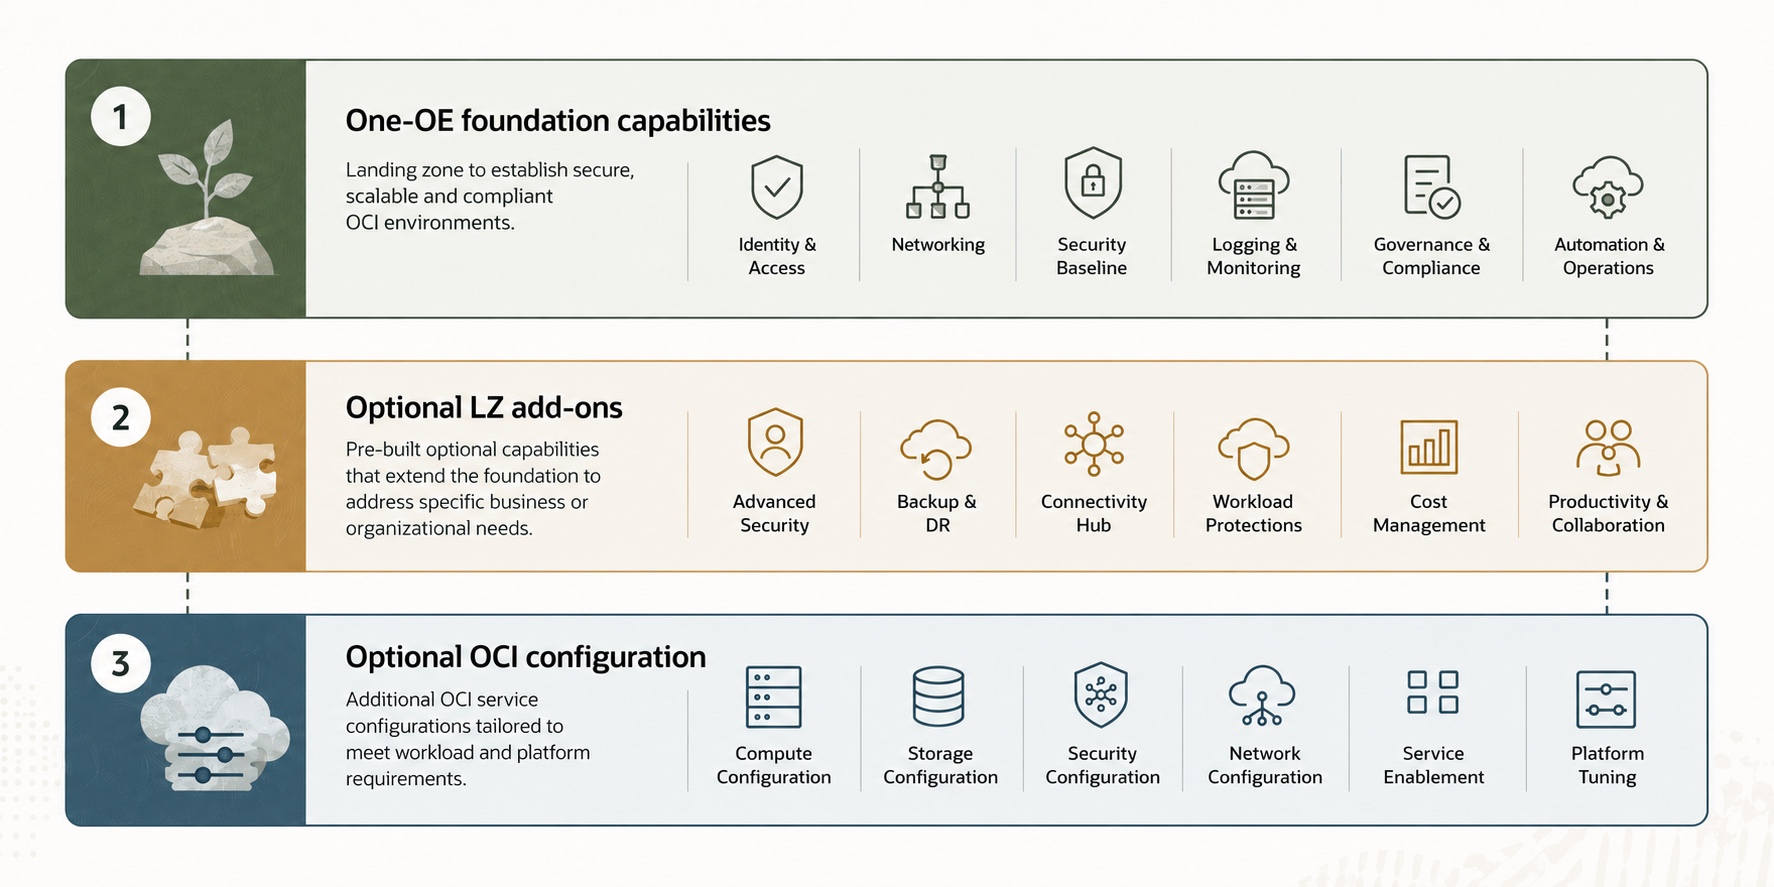 1
One-OE foundation capabilities
Landing zone to establish secure,
scalable and compliant
OCI environments.
Identity &
Access
Networking
Security
Baseline
Logging &
Monitoring
Governance &
Compliance
Automation &
Operations
2
Optional LZ add-ons
Pre-built optional capabilities
that extend the foundation to
address specific business or
organizational needs.
Advanced
Security
Backup &
DR
Connectivity
Hub
Workload
Protections
Cost
Management
Productivity &
Collaboration
3
Optional OCI configuration
Additional OCI service
configurations tailored to
meet workload and platform
requirements.
Compute
Configuration
Storage
Configuration
Security
Configuration
Network
Configuration
Service
Enablement
Platform
Tuning